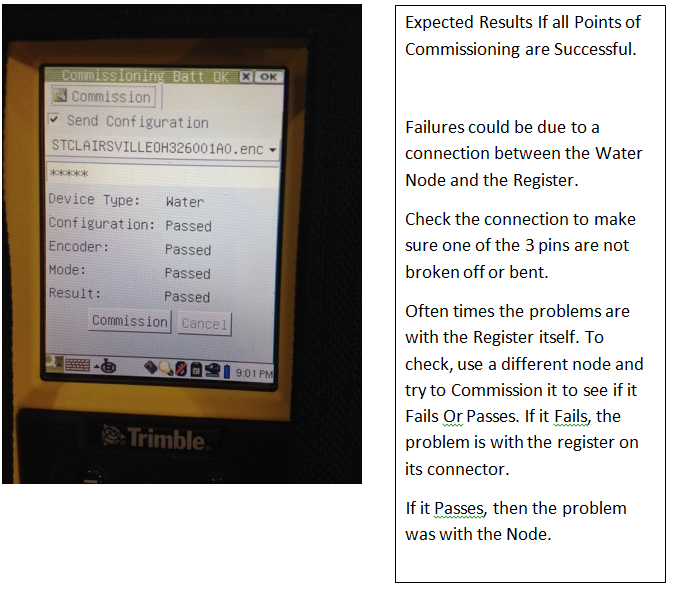 Commissioning Batt OK X OK
Commission
Send Configuration
STCLAIRSVILLEOH326001A0.enc
*****
Device Type: Water
Configuration: Passed
Encoder: Passed
Mode: Passed
Result: Passed
Commission Cancel
9:01 PM
Trimble
Expected Results If all Points of
Commissioning are Successful.
Failures could be due to a
connection between the Water
Node and the Register.
Check the connection to make
sure one of the 3 pins are not
broken off or bent.
Often times the problems are
with the Register itself. To
check, use a different node and
try to Commission it to see if it
Fails Or Passes. If it Fails, the
problem is with the register on
its connector.
If it Passes, then the problem
was with the Node.